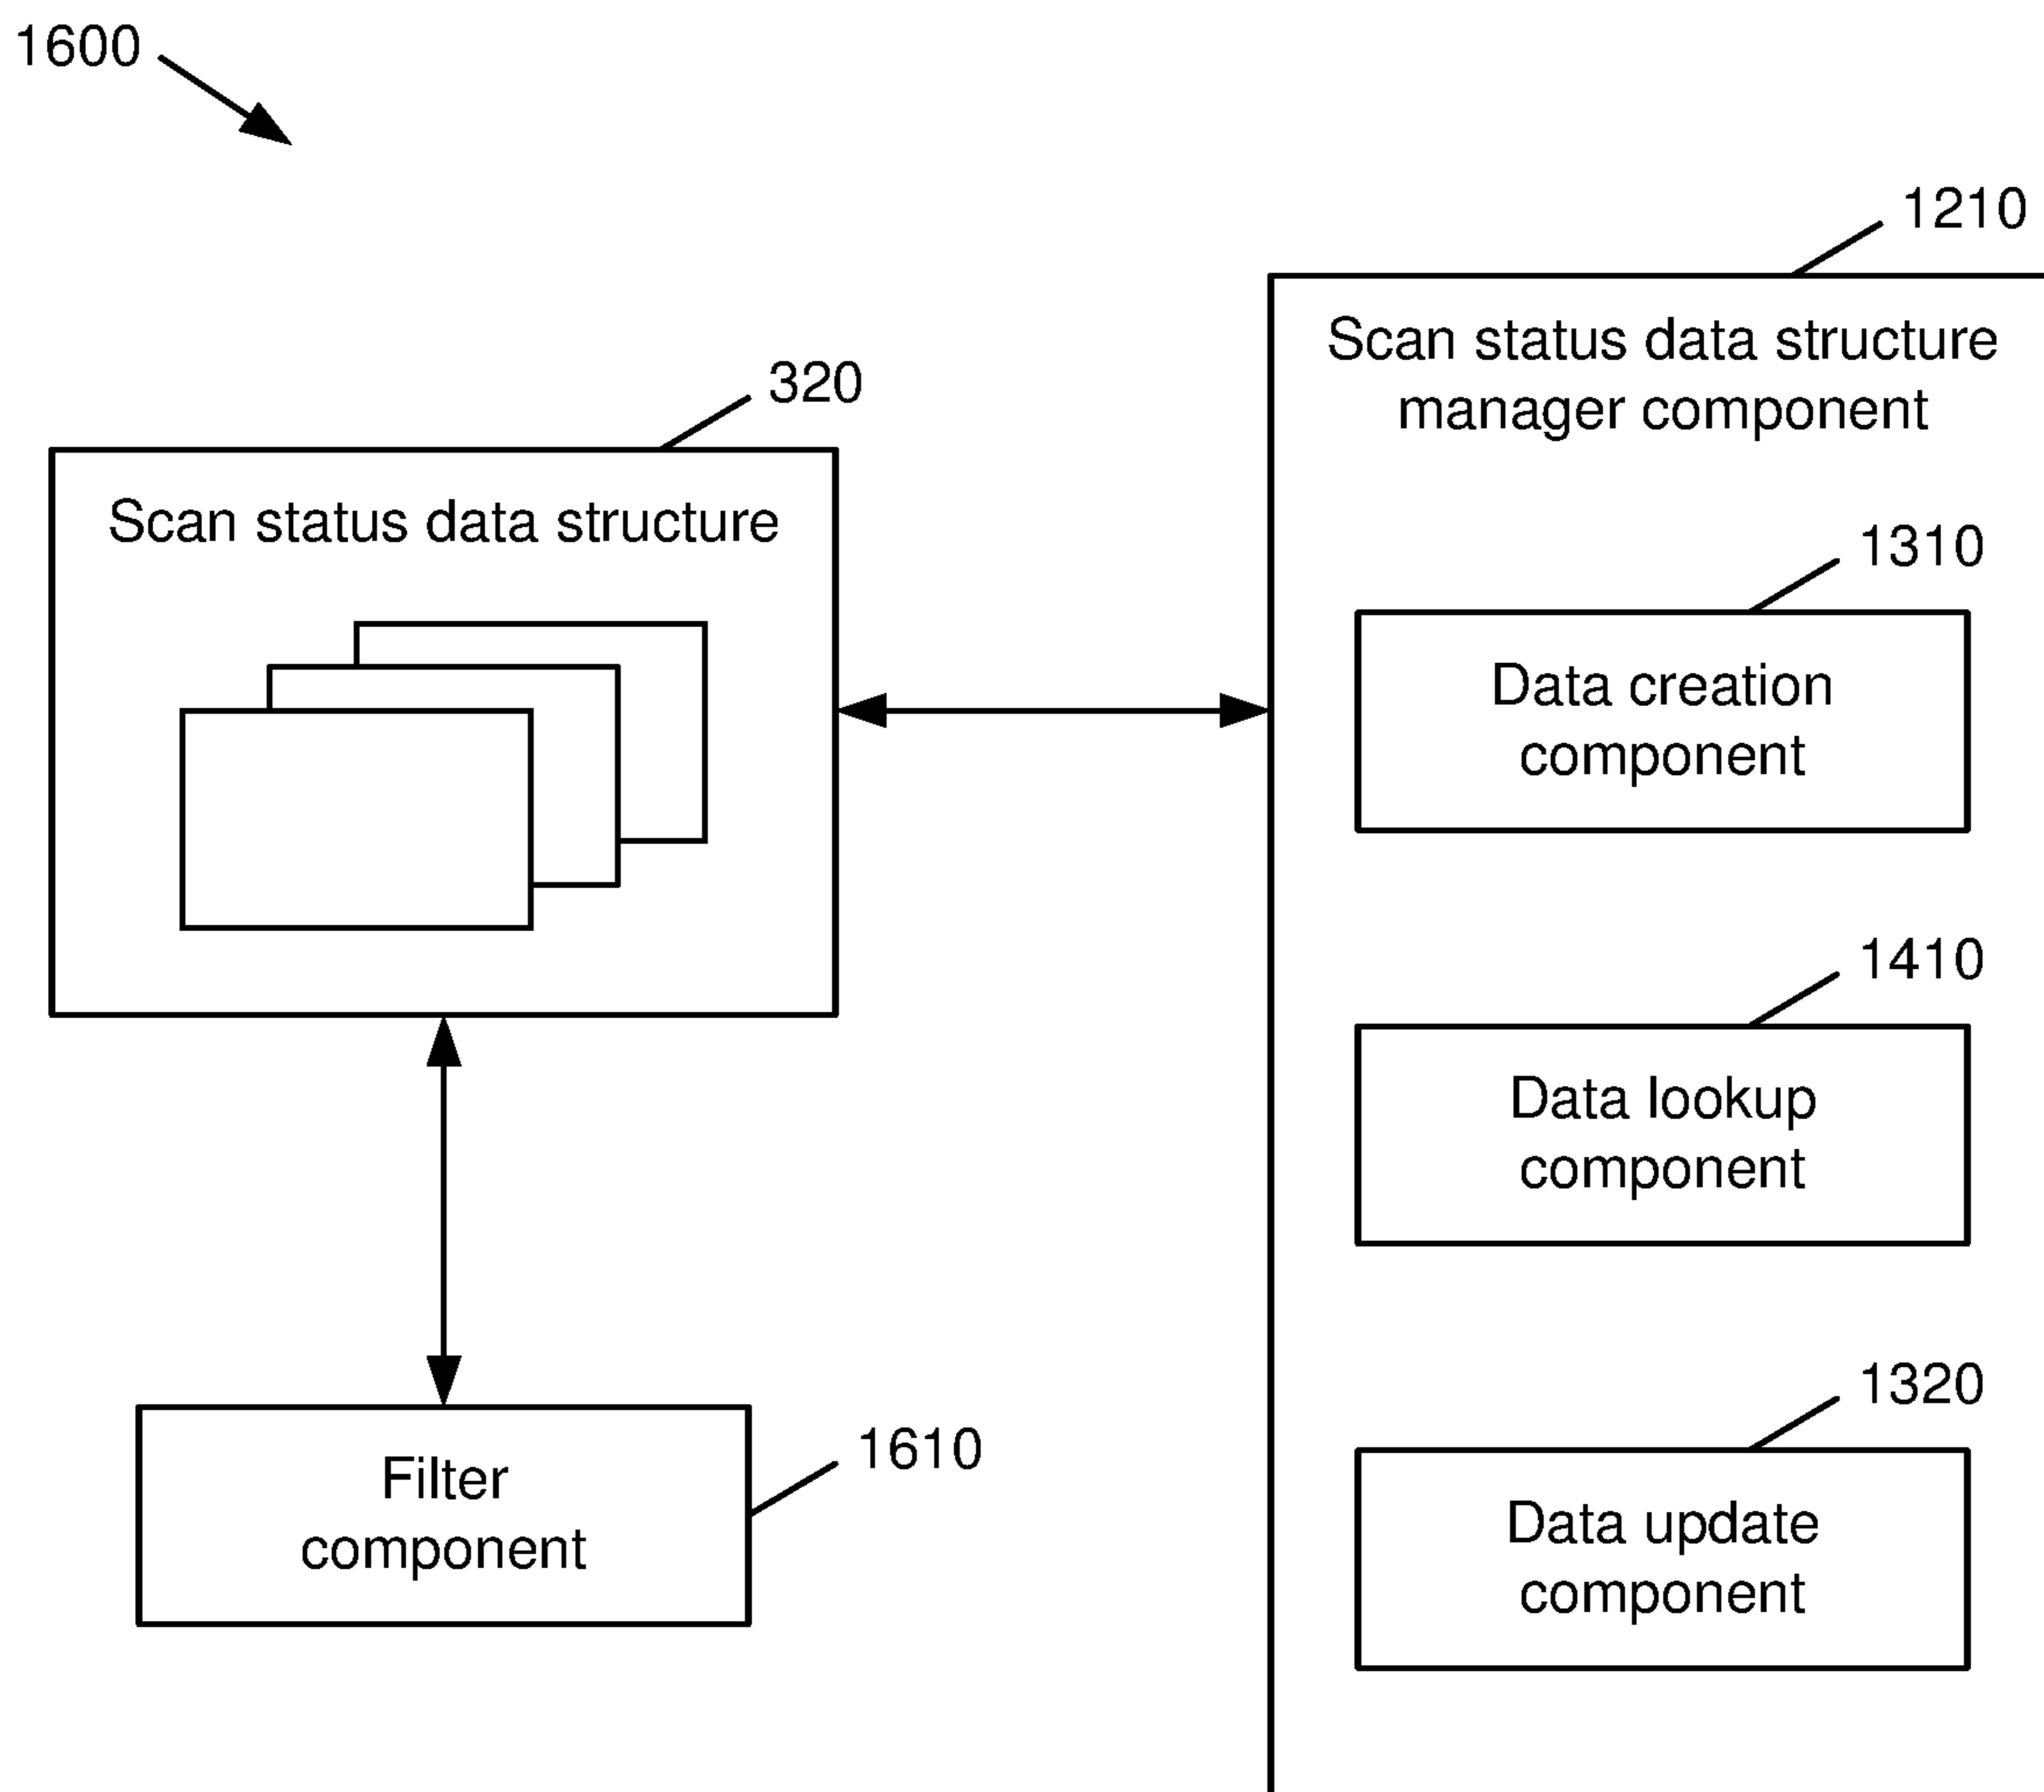 1600
1210
Scan status data structure
manager component
320
Scan status data structure
1310
Data creation
component
1410
Data lookup
component
1320
Data update
component
1610
Filter
component